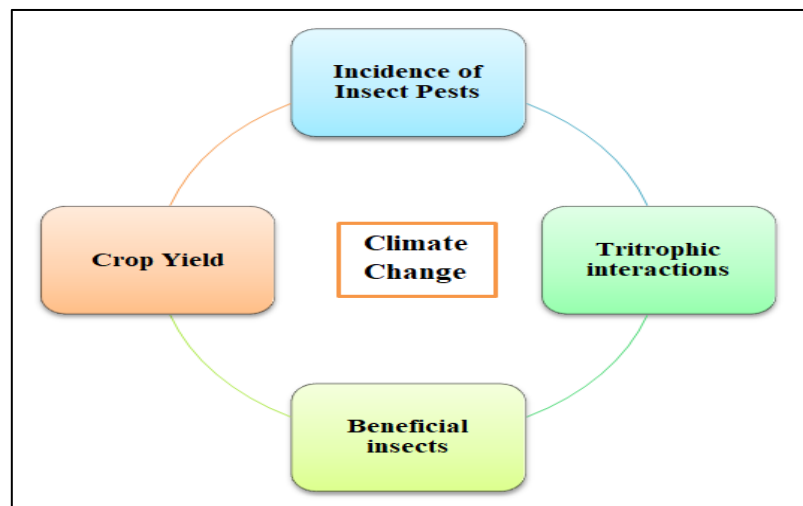 Incidence of
Insect Pests
Crop Yield
Climate
Change
Tritrophic
interactions
Beneficial
insects